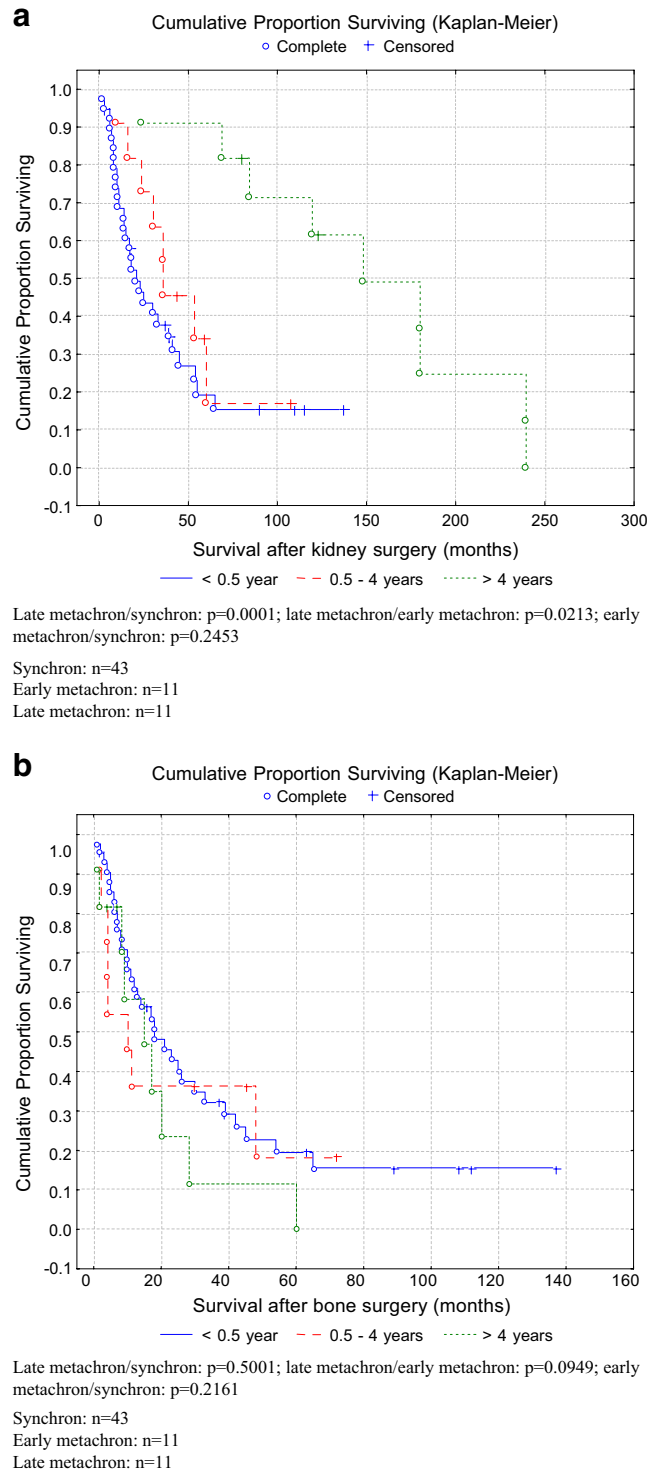 a
Cumulative Proportion Surviving (Kaplan-Meier)
Complete Censored
Cumulative Proportion Surviving
1.0
0.9
0.8
0.7
0.6
0.5
0.4
0.3
0.2
0.1
0.0
-0.1
0 50 100 150 200 250 300
Survival after kidney surgery (months)
< 0.5 year 0.5 - 4 years > 4 years
Late metachron/synchron: p=0.0001; late metachron/early metachron: p=0.0213; early
metachron/synchron: p=0.2453
Synchron: n=43
Early metachron: n=11
Late metachron: n=11
b
Cumulative Proportion Surviving (Kaplan-Meier)
Complete Censored
Cumulative Proportion Surviving
1.0
0.9
0.8
0.7
0.6
0.5
0.4
0.3
0.2
0.1
0.0
-0.1
0 20 40 60 80 100 120 140 160
Survival after bone surgery (months)
< 0.5 year 0.5 - 4 years > 4 years
Late metachron/synchron: p=0.5001; late metachron/early metachron: p=0.0949; early
metachron/synchron: p=0.2161
Synchron: n=43
Early metachron: n=11
Late metachron: n=11